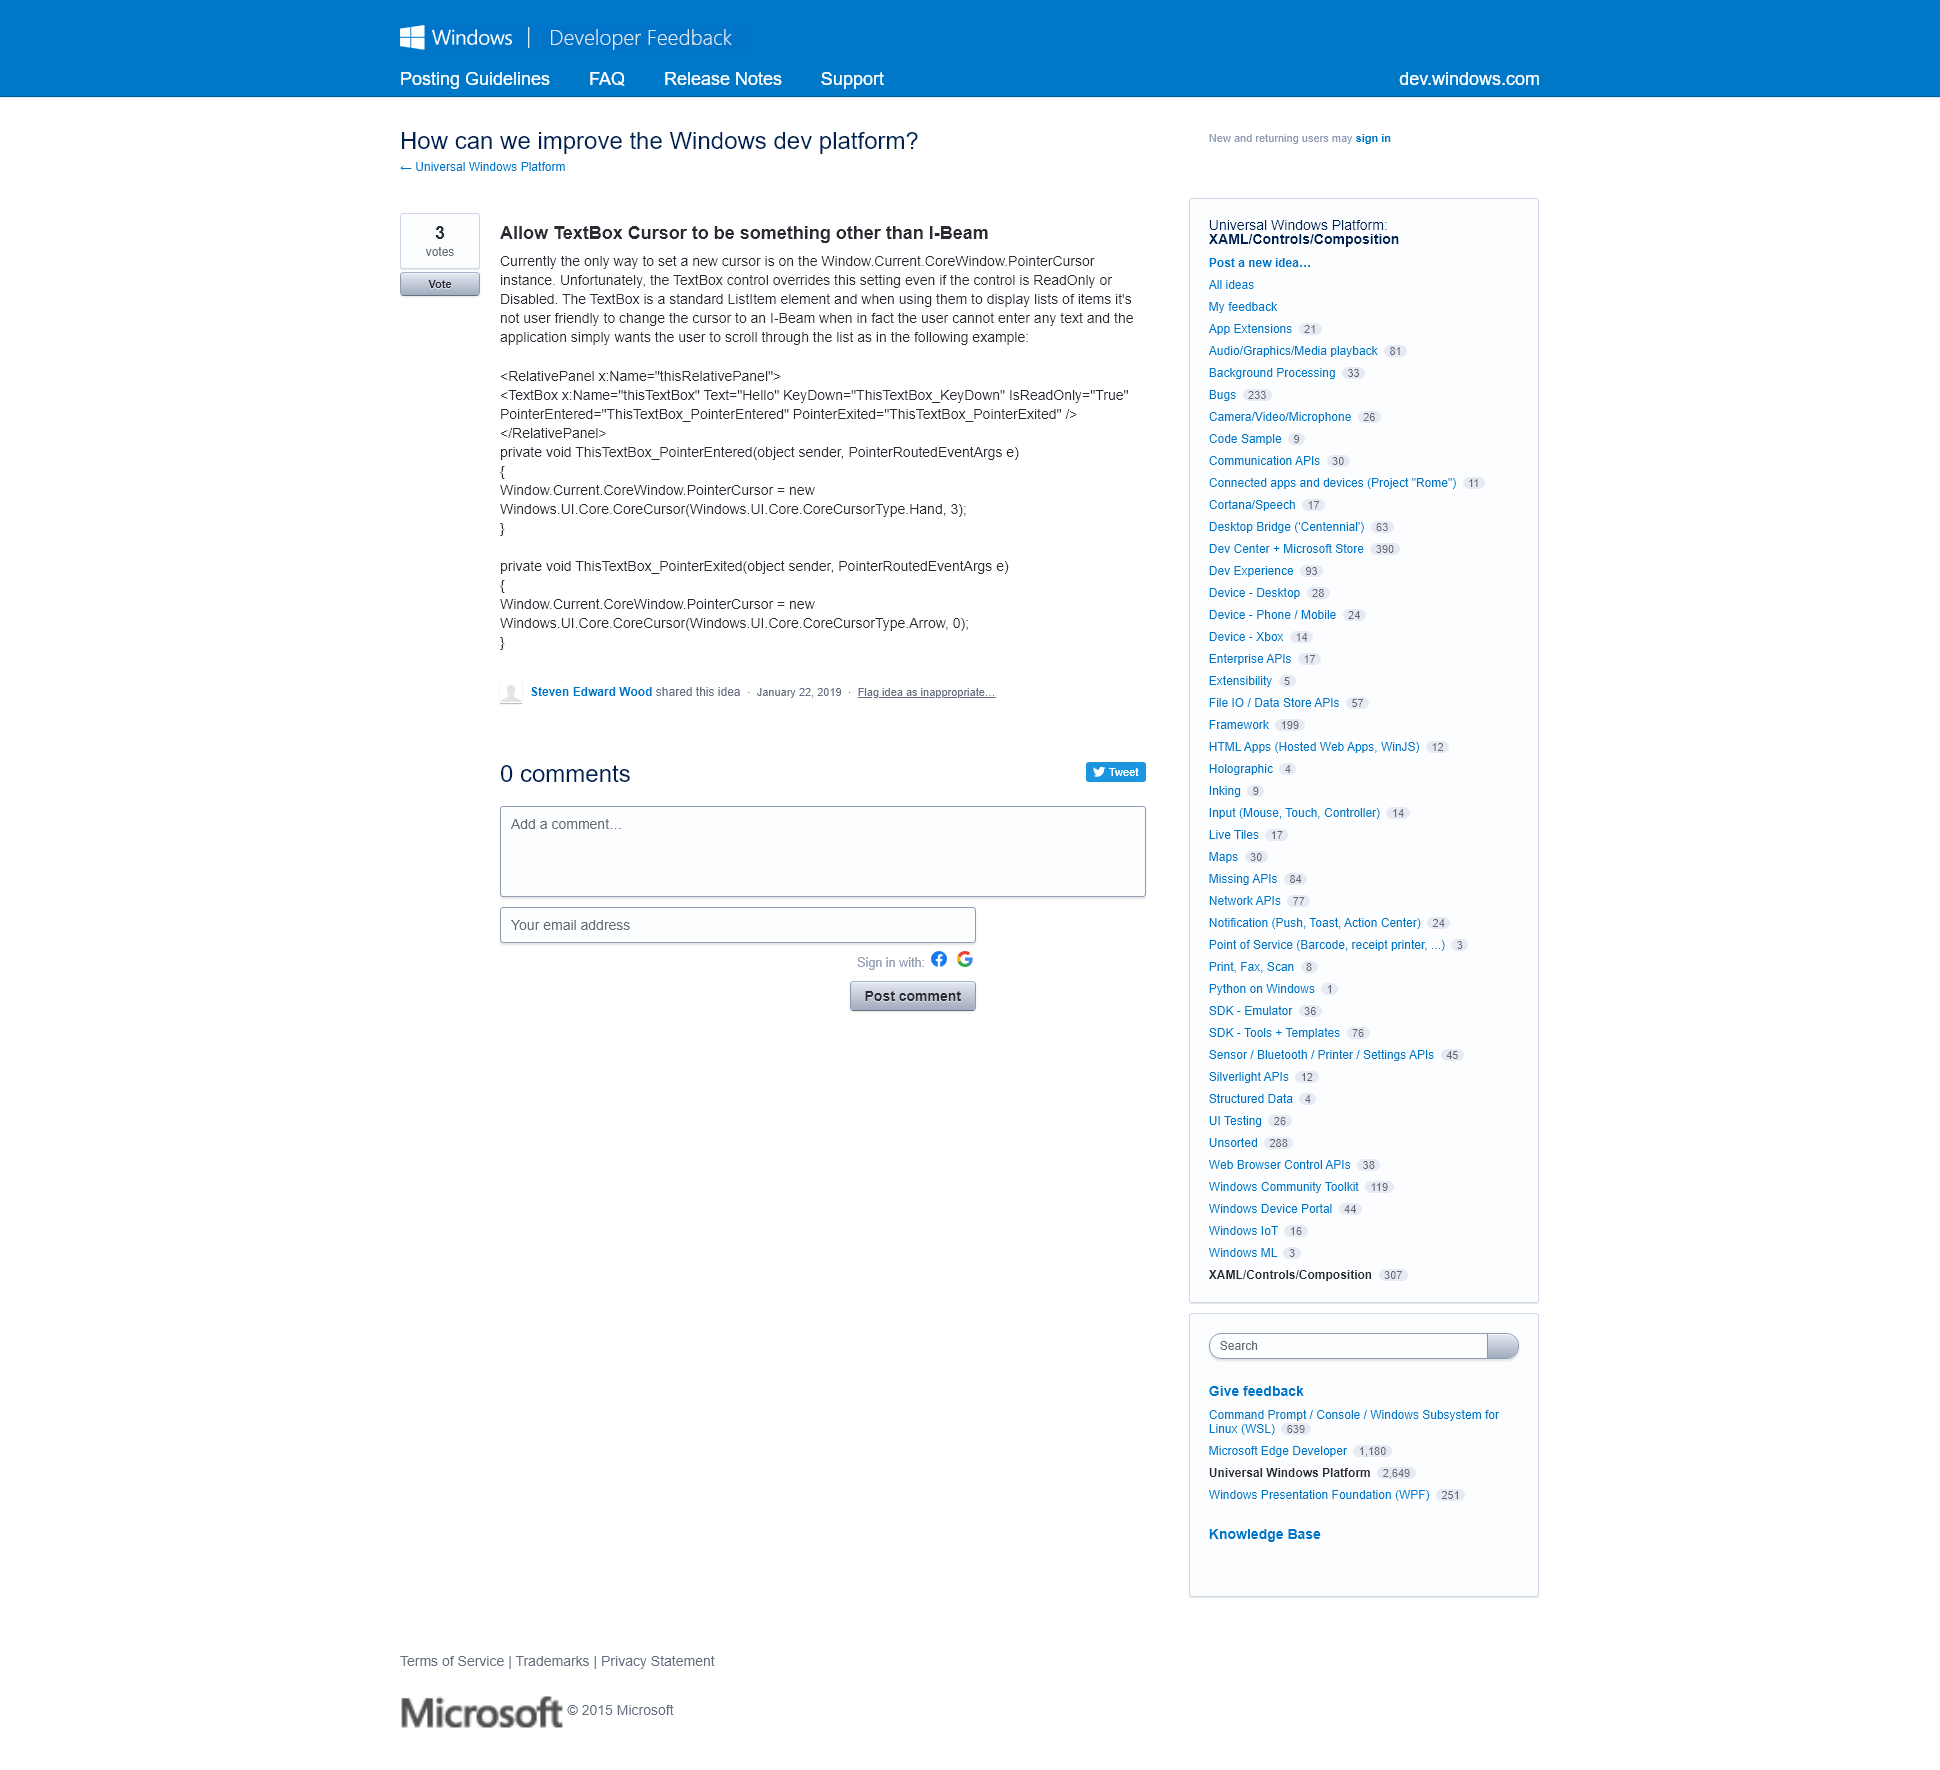 Windows | Developer Feedback
Posting Guidelines FAQ Release Notes Support dev.windows.com
How can we improve the Windows dev platform?
← Universal Windows Platform
New and returning users may sign in
3
votes
Vote
Allow TextBox Cursor to be something other than I-Beam
Currently the only way to set a new cursor is on the Window.Current.CoreWindow.PointerCursor
instance. Unfortunately, the TextBox control overrides this setting even if the control is ReadOnly or
Disabled. The TextBox is a standard ListItem element and when using them to display lists of items it's
not user friendly to change the cursor to an I-Beam when in fact the user cannot enter any text and the
application simply wants the user to scroll through the list as in the following example:
<RelativePanel x:Name="thisRelativePanel">
<TextBox x:Name="thisTextBox" Text="Hello" KeyDown="ThisTextBox_KeyDown" IsReadOnly="True"
PointerEntered="ThisTextBox_PointerEntered" PointerExited="ThisTextBox_PointerExited" />
</RelativePanel>
private void ThisTextBox_PointerEntered(object sender, PointerRoutedEventArgs e)
{
Window.Current.CoreWindow.PointerCursor = new
Windows.UI.Core.CoreCursor(Windows.UI.Core.CoreCursorType.Hand, 3);
}
private void ThisTextBox_PointerExited(object sender, PointerRoutedEventArgs e)
{
Window.Current.CoreWindow.PointerCursor = new
Windows.UI.Core.CoreCursor(Windows.UI.Core.CoreCursorType.Arrow, 0);
}
Steven Edward Wood shared this idea · January 22, 2019 · Flag idea as inappropriate…
0 comments
Tweet
Add a comment…
Your email address
Sign in with:
Post comment
Universal Windows Platform:
XAML/Controls/Composition
Post a new idea…
All ideas
My feedback
App Extensions 21
Audio/Graphics/Media playback 81
Background Processing 33
Bugs 233
Camera/Video/Microphone 26
Code Sample 9
Communication APIs 30
Connected apps and devices (Project "Rome") 11
Cortana/Speech 17
Desktop Bridge ('Centennial') 63
Dev Center + Microsoft Store 390
Dev Experience 93
Device - Desktop 28
Device - Phone / Mobile 24
Device - Xbox 14
Enterprise APIs 17
Extensibility 5
File IO / Data Store APIs 57
Framework 199
HTML Apps (Hosted Web Apps, WinJS) 12
Holographic 4
Inking 9
Input (Mouse, Touch, Controller) 14
Live Tiles 17
Maps 30
Missing APIs 84
Network APIs 77
Notification (Push, Toast, Action Center) 24
Point of Service (Barcode, receipt printer, ...) 3
Print, Fax, Scan 8
Python on Windows 1
SDK - Emulator 36
SDK - Tools + Templates 76
Sensor / Bluetooth / Printer / Settings APIs 45
Silverlight APIs 12
Structured Data 4
UI Testing 26
Unsorted 288
Web Browser Control APIs 38
Windows Community Toolkit 119
Windows Device Portal 44
Windows IoT 16
Windows ML 3
XAML/Controls/Composition 307
Search
Give feedback
Command Prompt / Console / Windows Subsystem for
Linux (WSL) 639
Microsoft Edge Developer 1,180
Universal Windows Platform 2,649
Windows Presentation Foundation (WPF) 251
Knowledge Base
Terms of Service | Trademarks | Privacy Statement
Microsoft © 2015 Microsoft